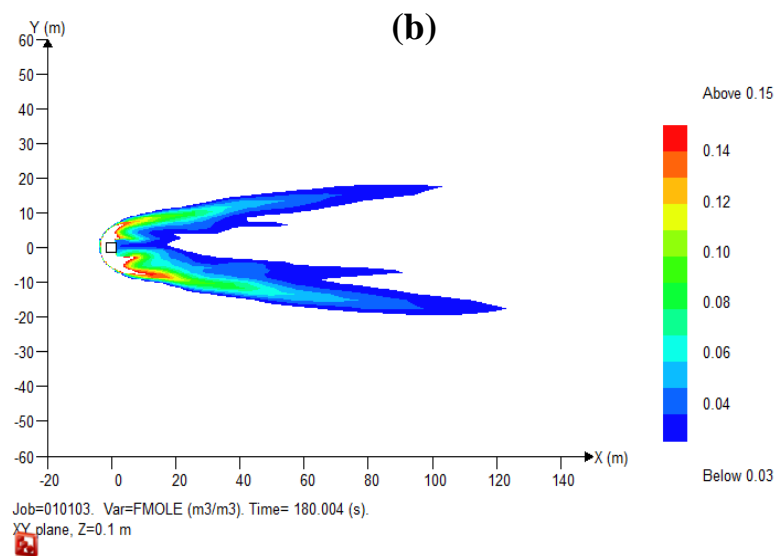 (b)
Y (m)
60
50
40
30
20
10
0
-10
-20
-30
-40
-50
-60
-20 0 20 40 60 80 100 120 140
X (m)
Above 0.15
0.14
0.12
0.10
0.08
0.06
0.04
Below 0.03
Job=010103. Var=FMOLE (m3/m3). Time= 180.004 (s).
XY plane, Z=0.1 m